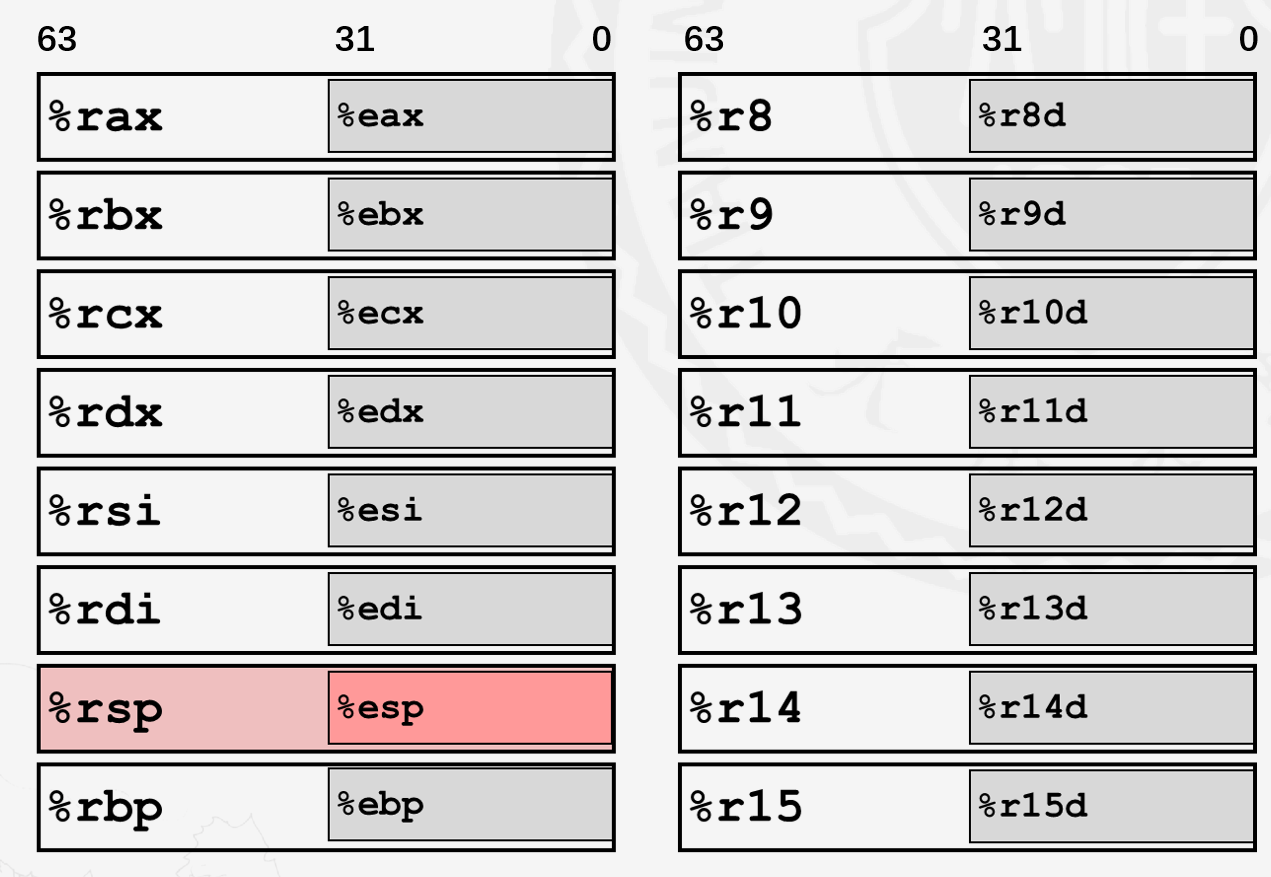 63 31 0 63 31 0
%rax %eax %r8 %r8d
%rbx %ebx %r9 %r9d
%rcx %ecx %r10 %r10d
%rdx %edx %r11 %r11d
%rsi %esi %r12 %r12d
%rdi %edi %r13 %r13d
%rsp %esp %r14 %r14d
%rbp %ebp %r15 %r15d